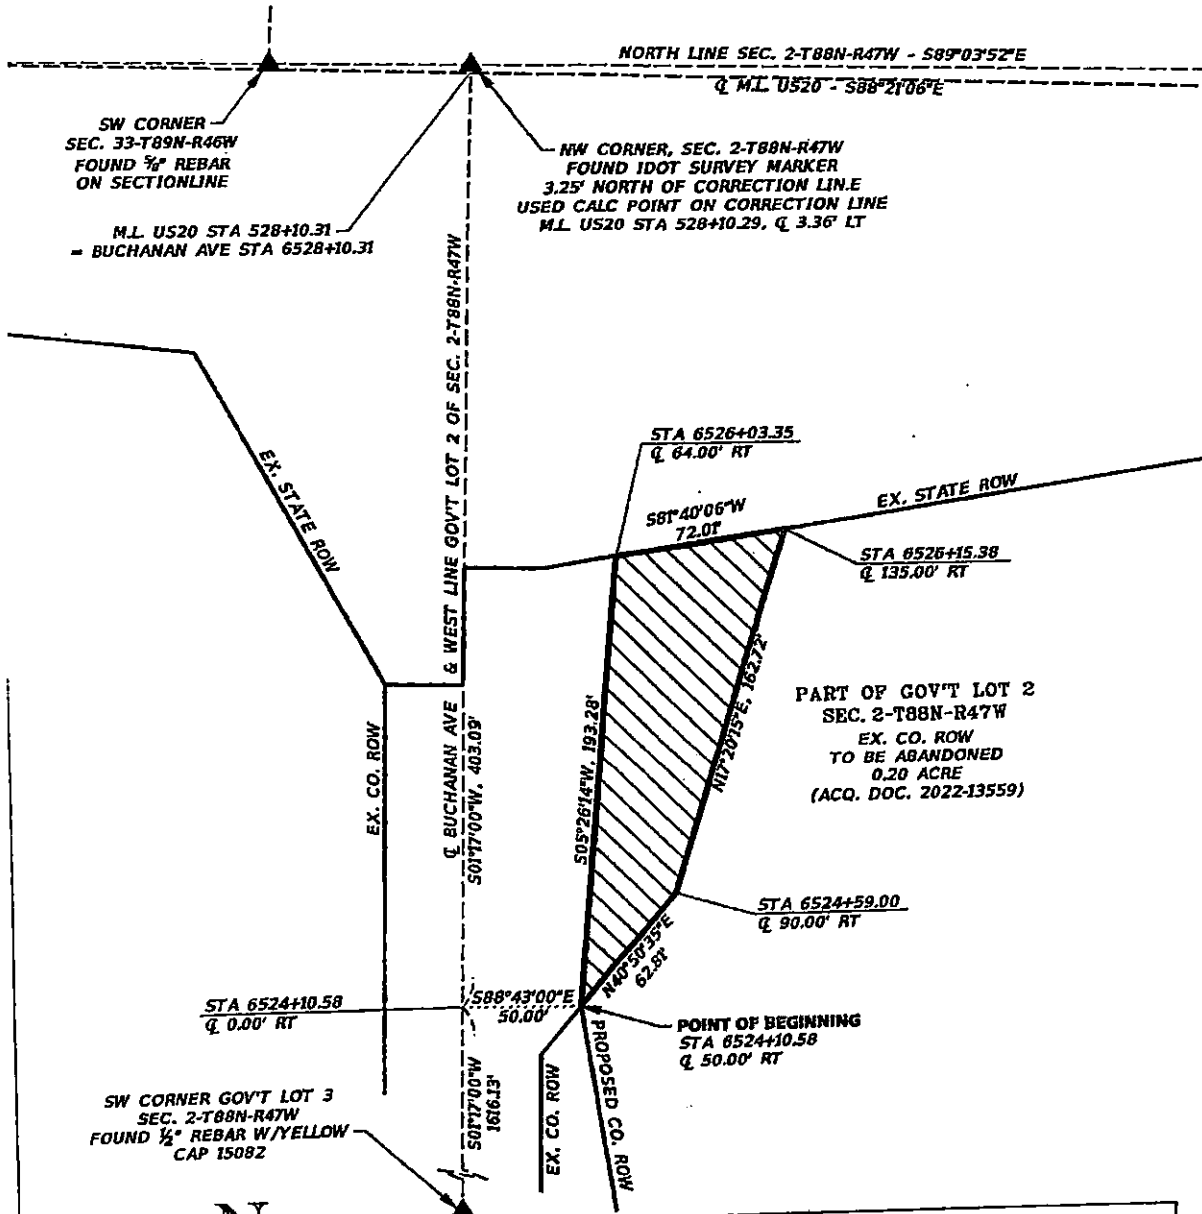 NORTH LINE SEC. 2-T88N-R47W - S89°03'52"E
℄ M.L. US20 - S88°21'06"E
SW CORNER
SEC. 33-T89N-R46W
FOUND 5/8" REBAR
ON SECTIONLINE
NW CORNER, SEC. 2-T88N-R47W
FOUND IDOT SURVEY MARKER
3.25' NORTH OF CORRECTION LINE
USED CALC POINT ON CORRECTION LINE
M.L. US20 STA 528+10.29, ℄ 3.36' LT
M.L. US20 STA 528+10.31
= BUCHANAN AVE STA 6528+10.31
℄ BUCHANAN AVE & WEST LINE GOV'T LOT 2 OF SEC. 2-T88N-R47W
S01°17'00"W, 403.09'
EX. STATE ROW
STA 6526+03.35
℄ 64.00' RT
S81°40'06"W
72.01'
EX. STATE ROW
STA 6526+15.38
℄ 135.00' RT
S05°26'14"W, 193.28'
N17°20'15"E, 162.72'
PART OF GOV'T LOT 2
SEC. 2-T88N-R47W
EX. CO. ROW
TO BE ABANDONED
0.20 ACRE
(ACQ. DOC. 2022-13559)
EX. CO. ROW
STA 6524+59.00
℄ 90.00' RT
N40°50'35"E
62.81'
STA 6524+10.58
℄ 0.00' RT
S88°43'00"E
50.00'
POINT OF BEGINNING
STA 6524+10.58
℄ 50.00' RT
S01°17'00"W
1616.13'
EX. CO. ROW
PROPOSED CO. ROW
SW CORNER GOV'T LOT 3
SEC. 2-T88N-R47W
FOUND 1/2" REBAR W/YELLOW
CAP 15082
N